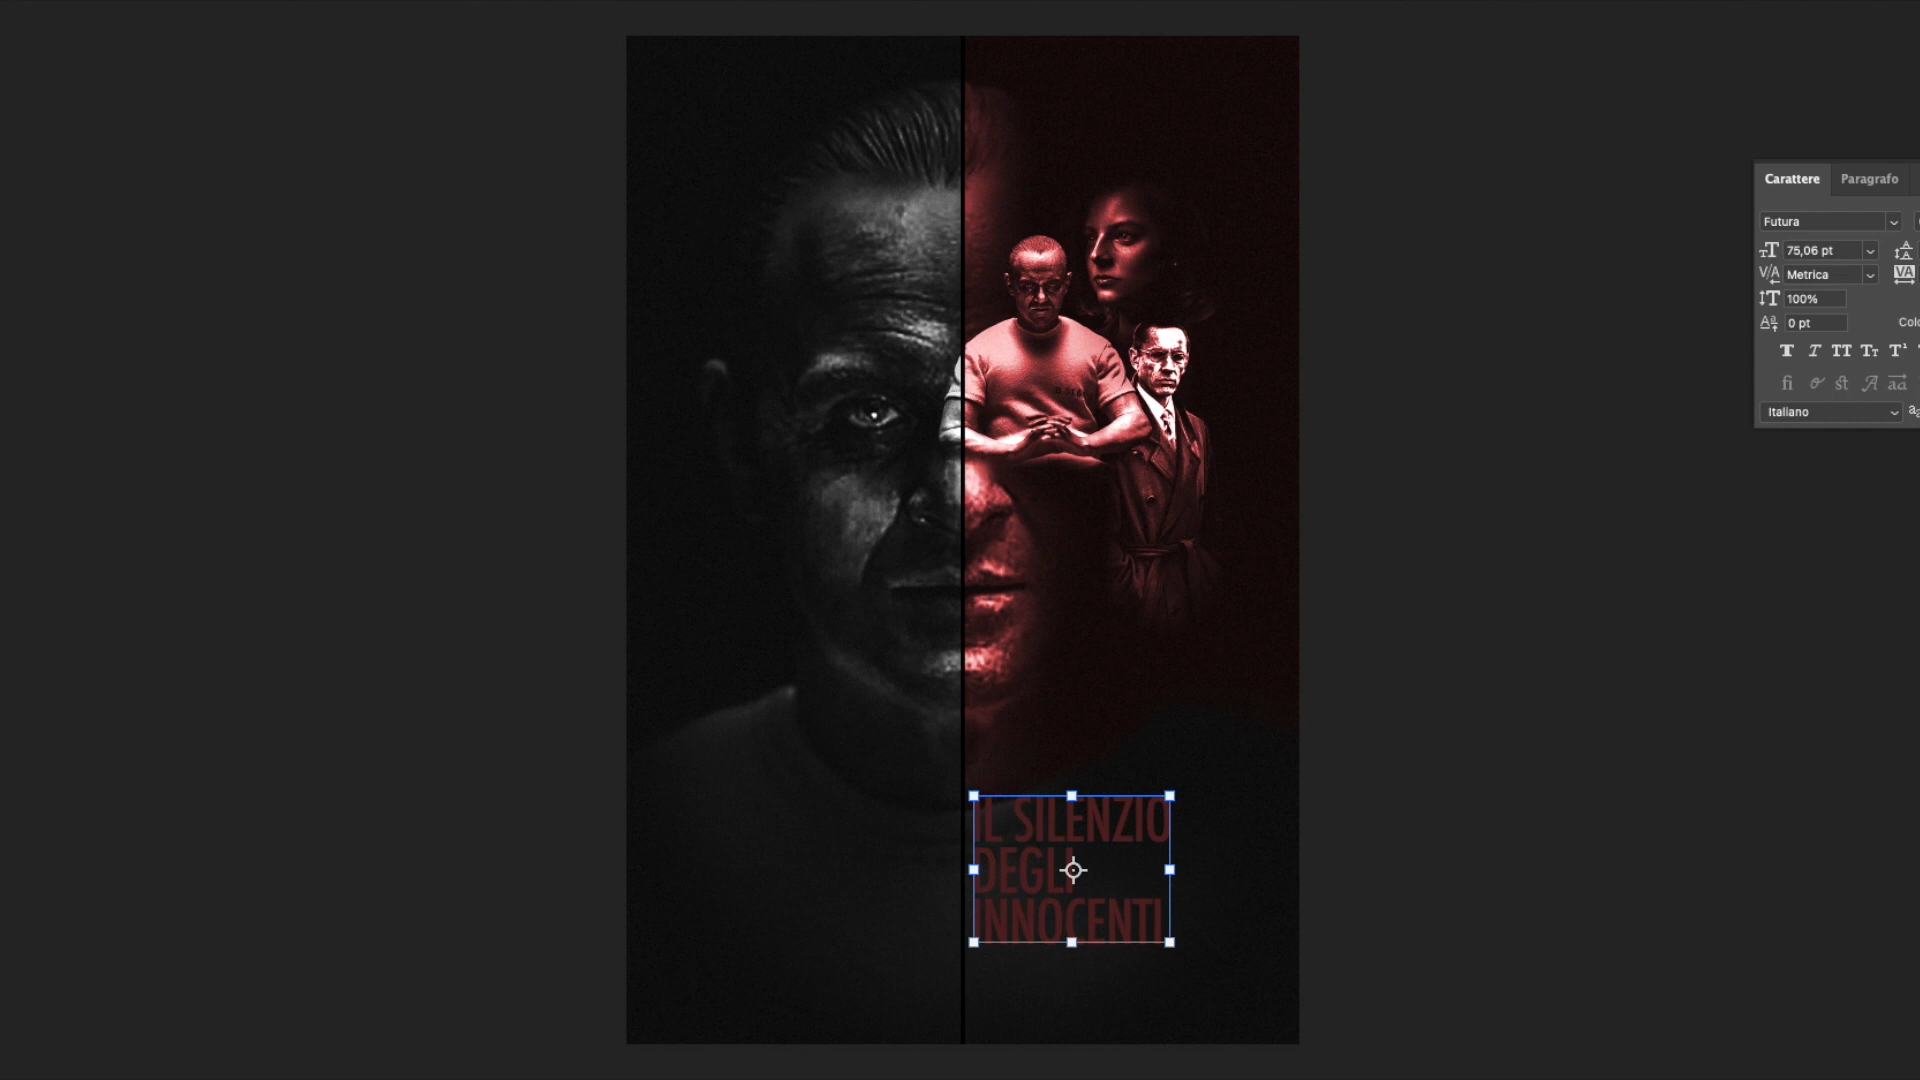 Carattere Paragrafo
Futura
75,06 pt
Metrica
100%
0 pt
Italiano
IL SILENZIO
DEGLI
INNOCENTI